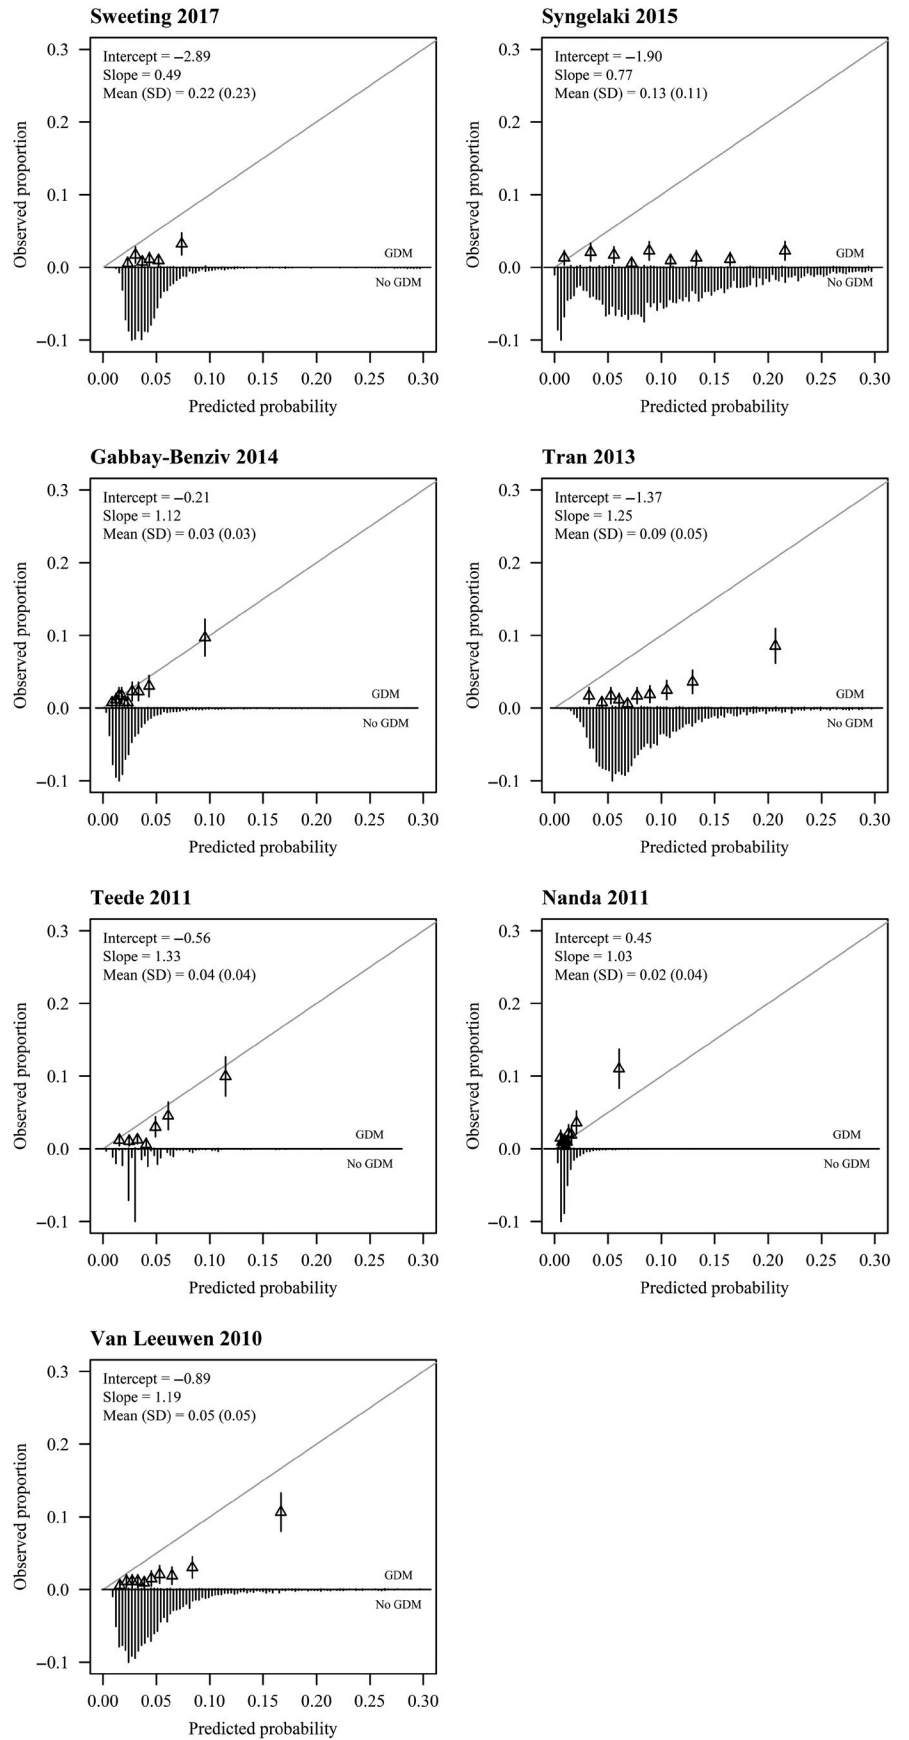 Sweeting 2017
Intercept = −2.89
Slope = 0.49
Mean (SD) = 0.22 (0.23)
Observed proportion
0.3
0.2
0.1
0.0
−0.1
GDM
No GDM
0.00 0.05 0.10 0.15 0.20 0.25 0.30
Predicted probability
Syngelaki 2015
Intercept = −1.90
Slope = 0.77
Mean (SD) = 0.13 (0.11)
Observed proportion
0.3
0.2
0.1
0.0
−0.1
GDM
No GDM
0.00 0.05 0.10 0.15 0.20 0.25 0.30
Predicted probability
Gabbay-Benziv 2014
Intercept = −0.21
Slope = 1.12
Mean (SD) = 0.03 (0.03)
Observed proportion
0.3
0.2
0.1
0.0
−0.1
GDM
No GDM
0.00 0.05 0.10 0.15 0.20 0.25 0.30
Predicted probability
Tran 2013
Intercept = −1.37
Slope = 1.25
Mean (SD) = 0.09 (0.05)
Observed proportion
0.3
0.2
0.1
0.0
−0.1
GDM
No GDM
0.00 0.05 0.10 0.15 0.20 0.25 0.30
Predicted probability
Teede 2011
Intercept = −0.56
Slope = 1.33
Mean (SD) = 0.04 (0.04)
Observed proportion
0.3
0.2
0.1
0.0
−0.1
GDM
No GDM
0.00 0.05 0.10 0.15 0.20 0.25 0.30
Predicted probability
Nanda 2011
Intercept = 0.45
Slope = 1.03
Mean (SD) = 0.02 (0.04)
Observed proportion
0.3
0.2
0.1
0.0
−0.1
GDM
No GDM
0.00 0.05 0.10 0.15 0.20 0.25 0.30
Predicted probability
Van Leeuwen 2010
Intercept = −0.89
Slope = 1.19
Mean (SD) = 0.05 (0.05)
Observed proportion
0.3
0.2
0.1
0.0
−0.1
GDM
No GDM
0.00 0.05 0.10 0.15 0.20 0.25 0.30
Predicted probability